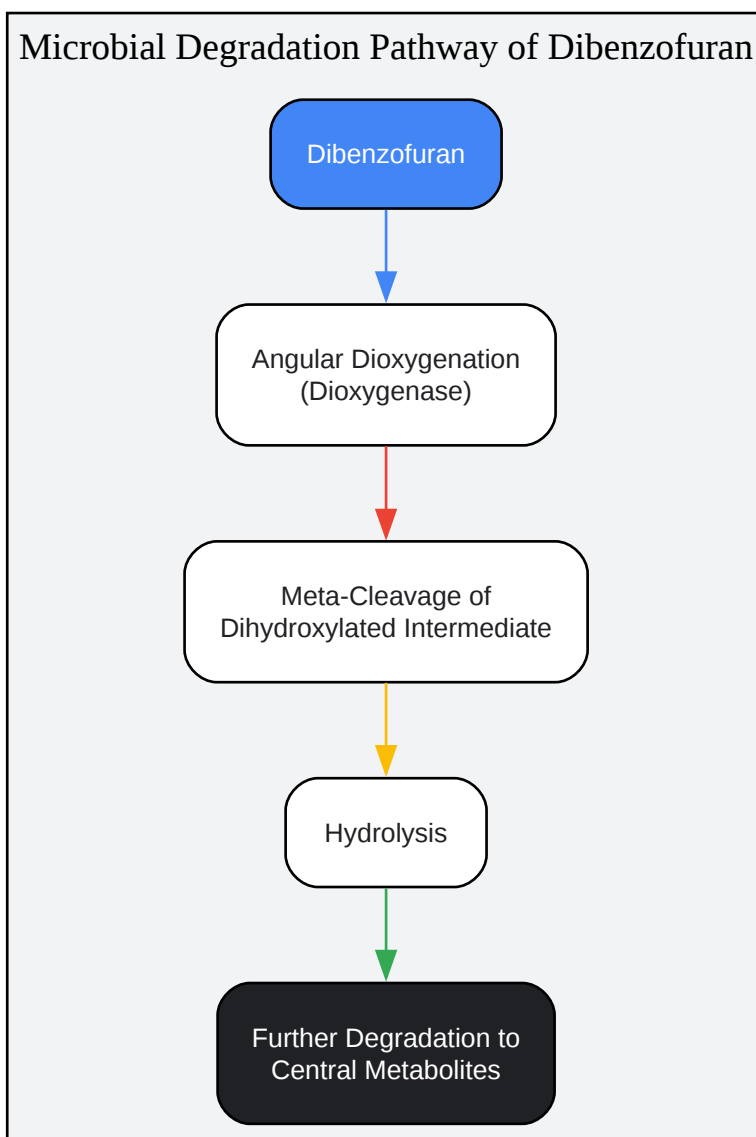 Microbial Degradation Pathway of Dibenzofuran
Dibenzofuran
Angular Dioxygenation
(Dioxygenase)
Meta-Cleavage of
Dihydroxylated Intermediate
Hydrolysis
Further Degradation to
Central Metabolites